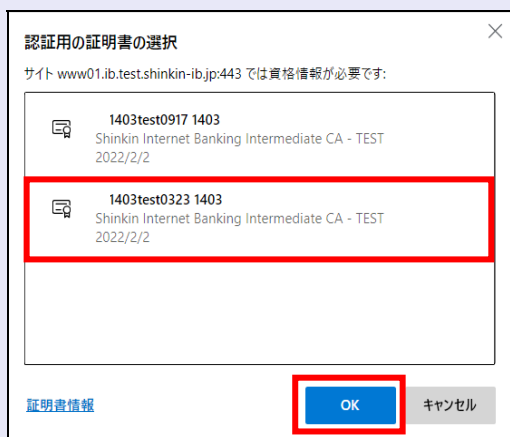 認証用の証明書の選択
サイト www01.ib.test.shinkin-ib.jp:443 では資格情報が必要です:
1403test0917 1403
Shinkin Internet Banking Intermediate CA - TEST
2022/2/2
1403test0323 1403
Shinkin Internet Banking Intermediate CA - TEST
2022/2/2
証明書情報
OK
キャンセル